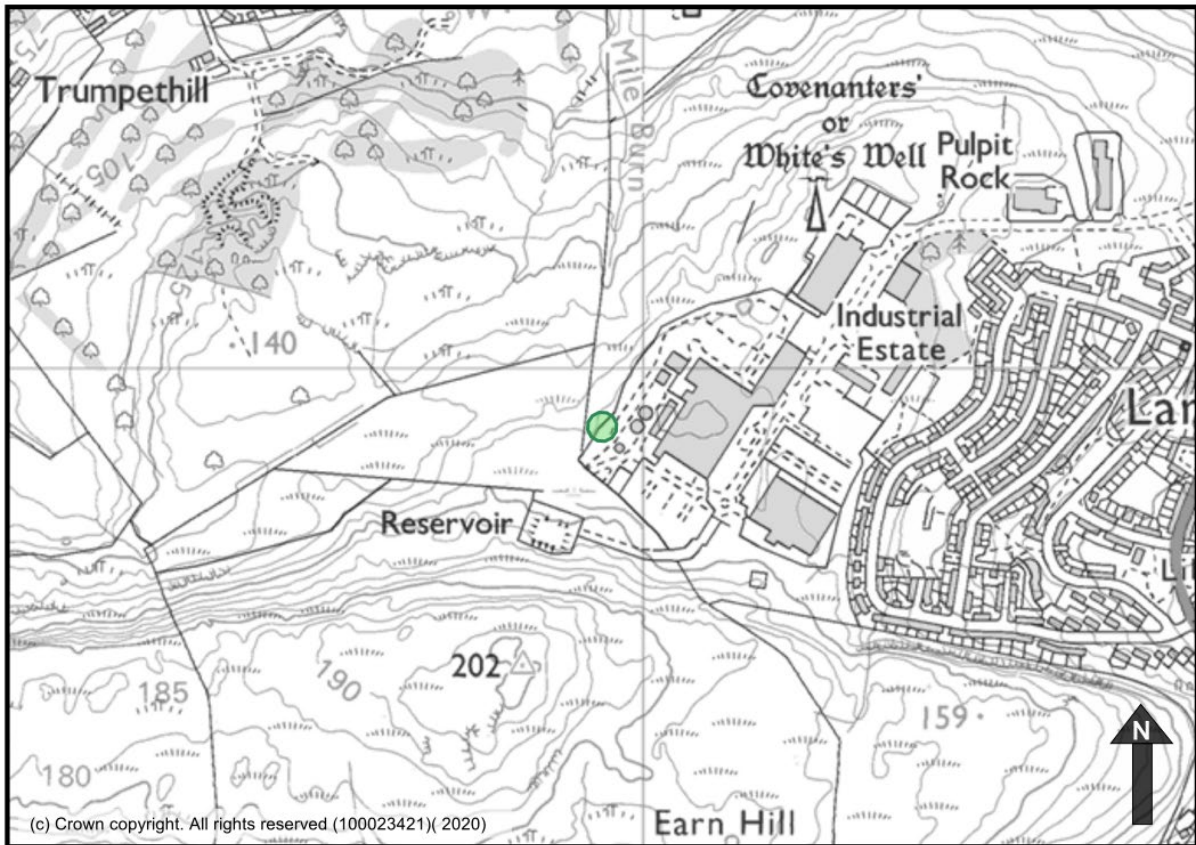 75
Trumpethill
105
Mile Burn
Covenanters'
or
White's Well
Pulpit
Rock
Industrial
Estate
140
Reservoir
202
190
185
180
159
Earn Hill
N
(c) Crown copyright. All rights reserved (100023421)( 2020)